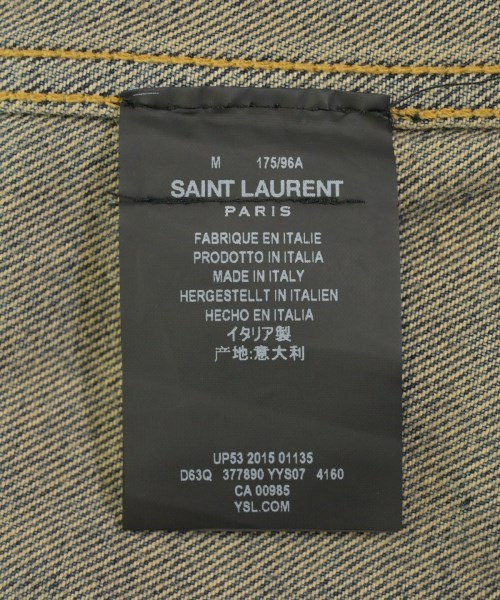 M 175/96A
SAINT LAURENT
PARIS
FABRIQUE EN ITALIE
PRODOTTO IN ITALIA
MADE IN ITALY
HERGESTELLT IN ITALIEN
HECHO EN ITALIA
イタリア製
产地:意大利
UP53 2015 01135
D63Q 377890 YYS07 4160
CA 00985
YSL.COM